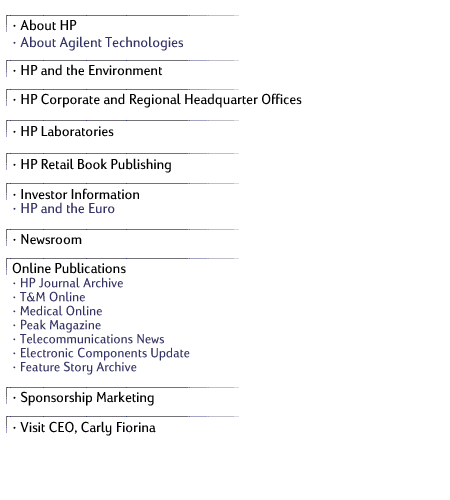 · About HP
· About Agilent Technologies
· HP and the Environment
· HP Corporate and Regional Headquarter Offices
· HP Laboratories
· HP Retail Book Publishing
· Investor Information
· HP and the Euro
· Newsroom
Online Publications
· HP Journal Archive
· T&M Online
· Medical Online
· Peak Magazine
· Telecommunications News
· Electronic Components Update
· Feature Story Archive
· Sponsorship Marketing
· Visit CEO, Carly Fiorina